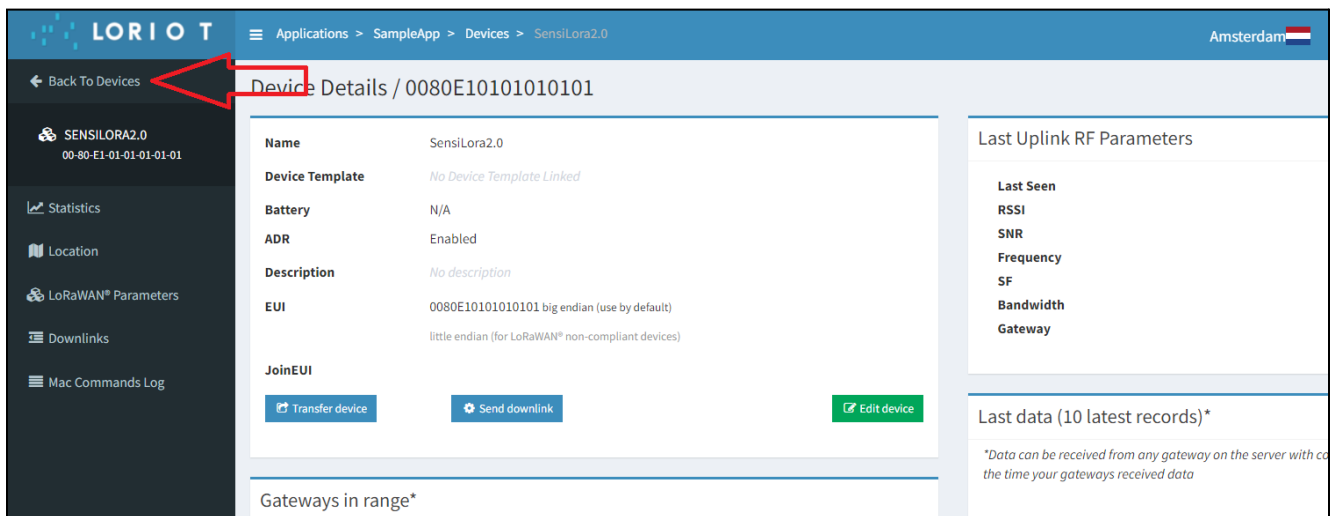 LORIOT
Applications > SampleApp > Devices > SensiLora2.0
Amsterdam
Back To Devices
SENSILORA2.0
00-80-E1-01-01-01-01-01
Statistics
Location
LoRaWAN® Parameters
Downlinks
Mac Commands Log
Device Details / 0080E10101010101
Name SensiLora2.0
Device Template No Device Template Linked
Battery N/A
ADR Enabled
Description No description
EUI 0080E10101010101 big endian (use by default)
little endian (for LoRaWAN® non-compliant devices)
JoinEUI
Transfer device Send downlink Edit device
Gateways in range*
Last Uplink RF Parameters
Last Seen
RSSI
SNR
Frequency
SF
Bandwidth
Gateway
Last data (10 latest records)*
*Data can be received from any gateway on the server with co
the time your gateways received data